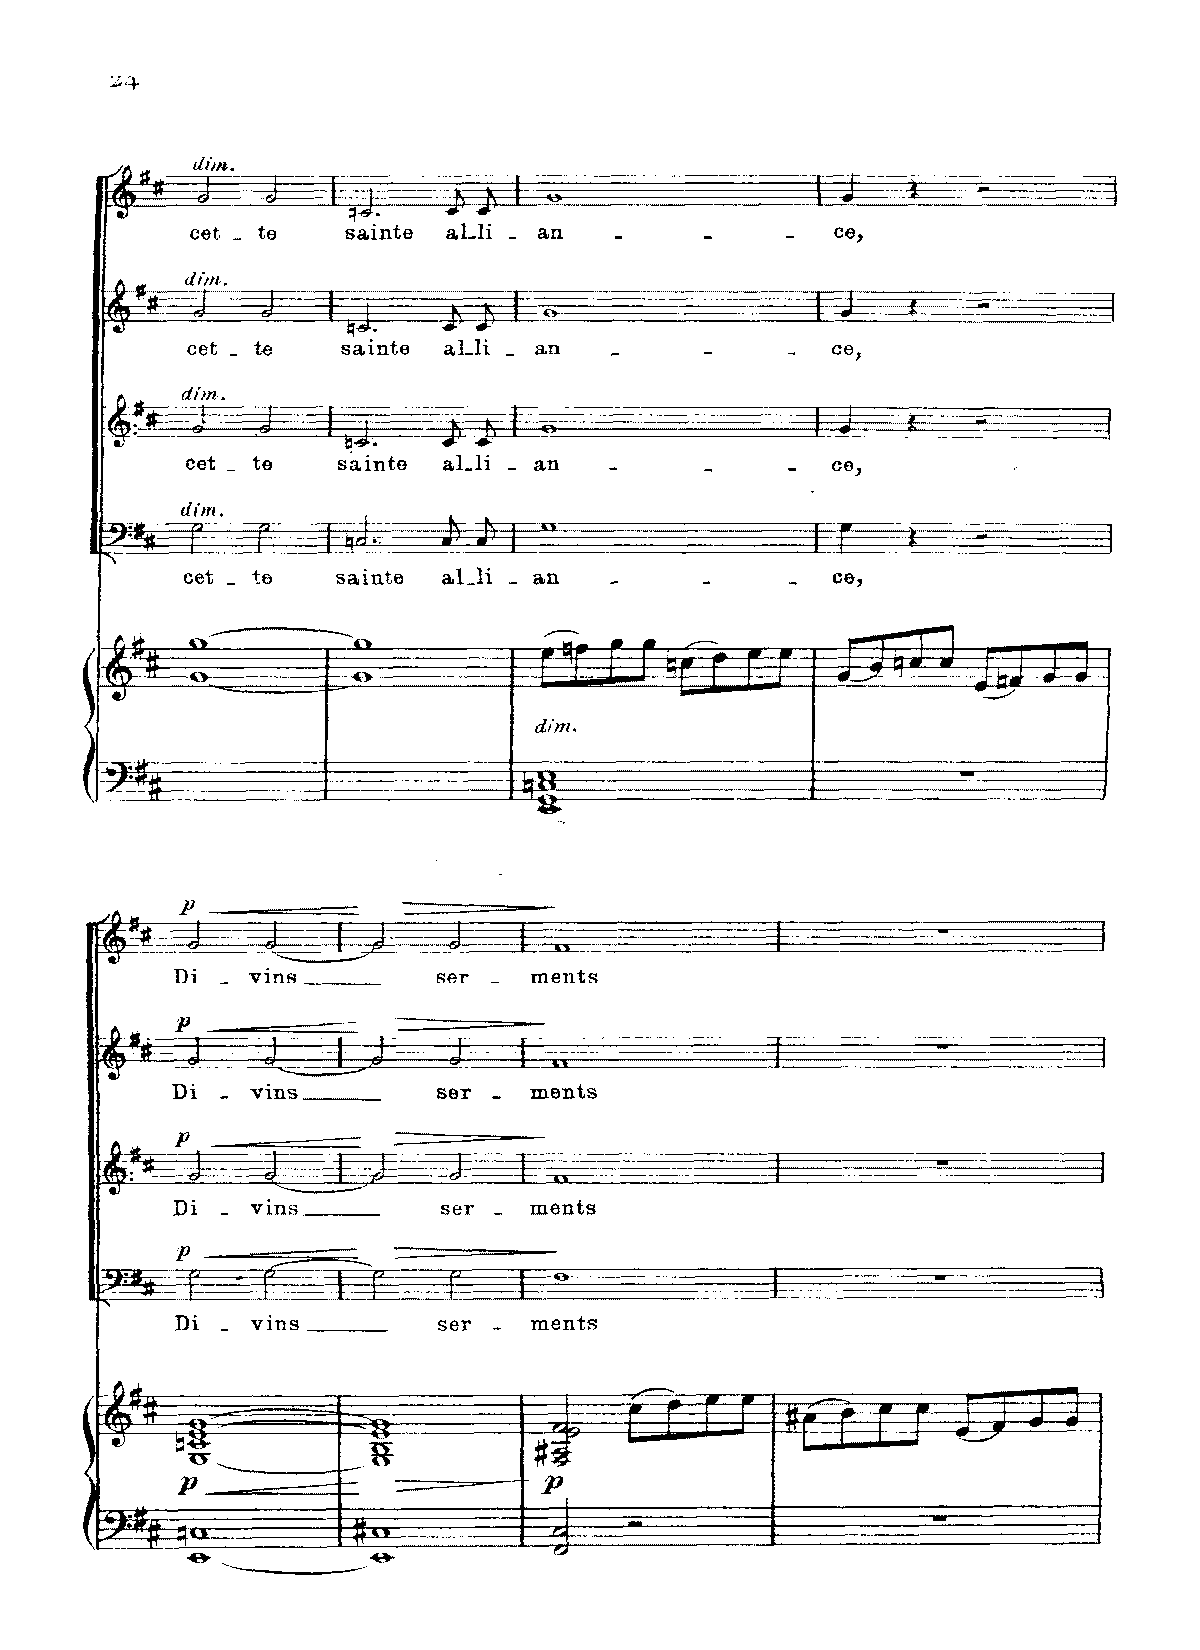 24
dim.
cet - te sainte al-li - an - - - ce,
dim.
cet - te sainte al-li - an - - - ce,
dim.
cet - te sainte al-li - an - - - ce,
dim.
cet - te sainte al-li - an - - - ce,
dim.
p
Di - vins ser - ments
p
Di - vins ser - ments
p
Di - vins ser - ments
p
Di - vins ser - ments
p p